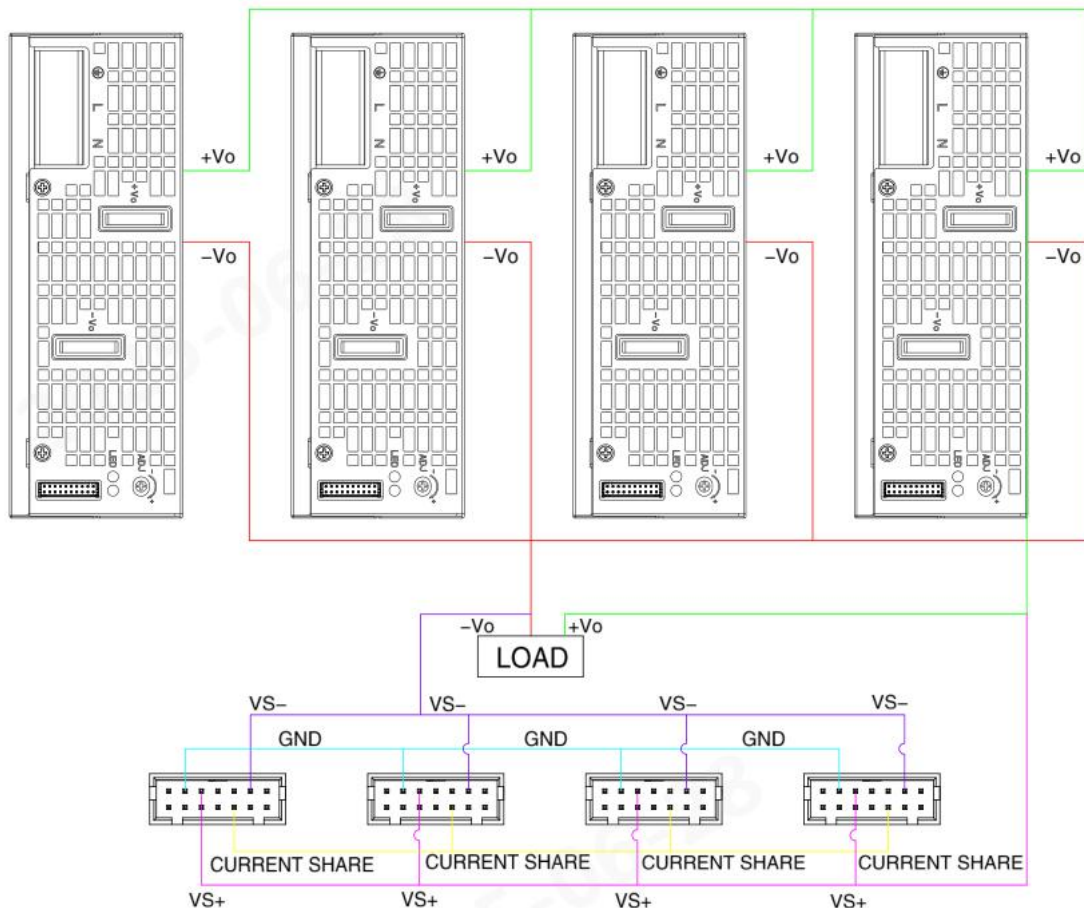 L
N
+Vo
-Vo
LED
ADJ
-
+
+Vo
−Vo
L
N
+Vo
-Vo
LED
ADJ
-
+
+Vo
−Vo
L
N
+Vo
-Vo
LED
ADJ
-
+
+Vo
−Vo
L
N
+Vo
-Vo
LED
ADJ
-
+
+Vo
−Vo
−Vo
+Vo
LOAD
VS−
VS−
VS−
VS−
GND
GND
GND
CURRENT SHARE
CURRENT SHARE
CURRENT SHARE
CURRENT SHARE
VS+
VS+
VS+
VS+